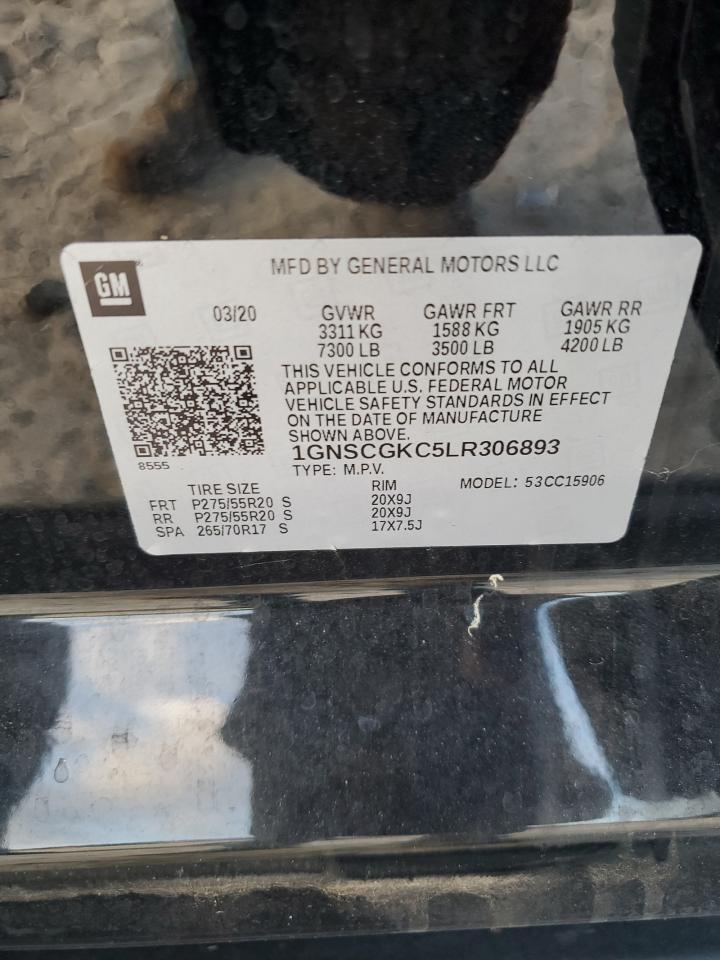 GM
MFD BY GENERAL MOTORS LLC
03/20 GVWR GAWR FRT GAWR RR
3311 KG 1588 KG 1905 KG
7300 LB 3500 LB 4200 LB
THIS VEHICLE CONFORMS TO ALL
APPLICABLE U.S. FEDERAL MOTOR
VEHICLE SAFETY STANDARDS IN EFFECT
ON THE DATE OF MANUFACTURE
SHOWN ABOVE.
1GNSCGKC5LR306893
8555
TYPE: M.P.V.
MODEL: 53CC15906
TIRE SIZE RIM
FRT P275/55R20 S 20X9J
RR P275/55R20 S 20X9J
SPA 265/70R17 S 17X7.5J